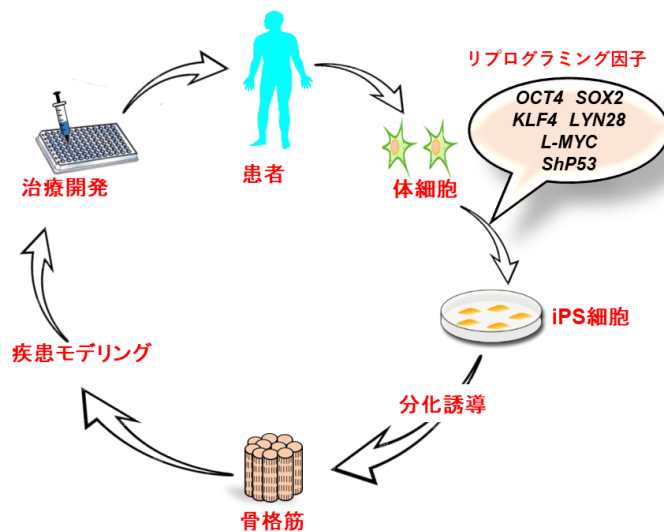 リプログラミング因子
OCT4 SOX2
KLF4 LYN28
L-MYC
ShP53
患者
体細胞
iPS細胞
分化誘導
骨格筋
疾患モデリング
治療開発